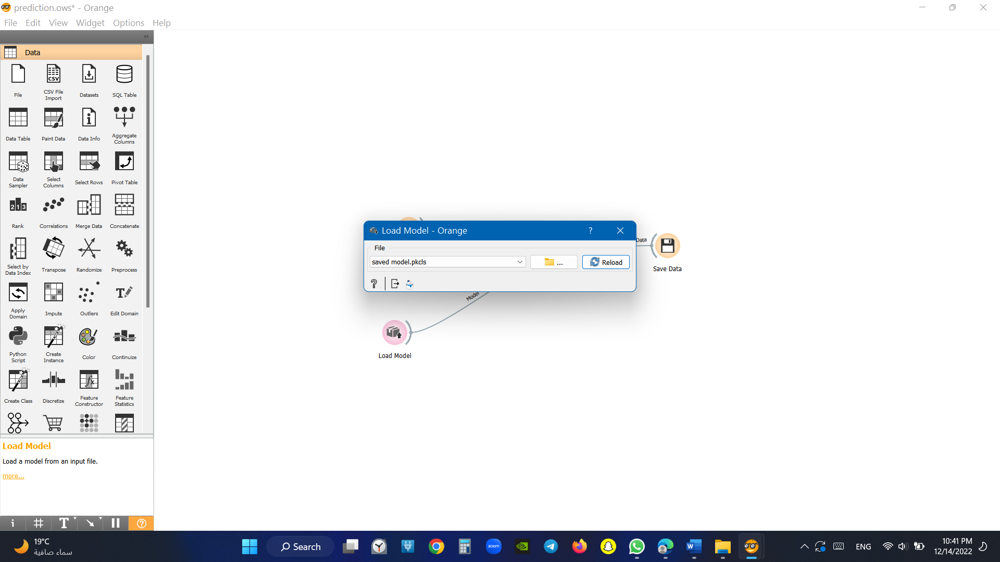 prediction.ows* - Orange
File Edit View Widget Options Help
Data
File
CSV File Import
CSV
Datasets
SQL Table
Data Table
Paint Data
Data Info
Aggregate Columns
Data Sampler
Select Columns
Select Rows
Pivot Table
2 1 3
Rank
Correlations
Merge Data
Concatenate
Select by Data Index
Transpose
Randomize
Preprocess
Apply Domain
Impute
Outliers
Edit Domain
Python Script
Create Instance
Color
Continuize
Create Class
Discretize
Feature Constructor
Feature Statistics
Load Model
Load a model from an input file.
more...
Load Model - Orange
File
saved model.pkcls
...
Reload
Data
Save Data
Model
Load Model
19°C
سماء صافية
Search
zoom
ENG
10:41 PM
12/14/2022